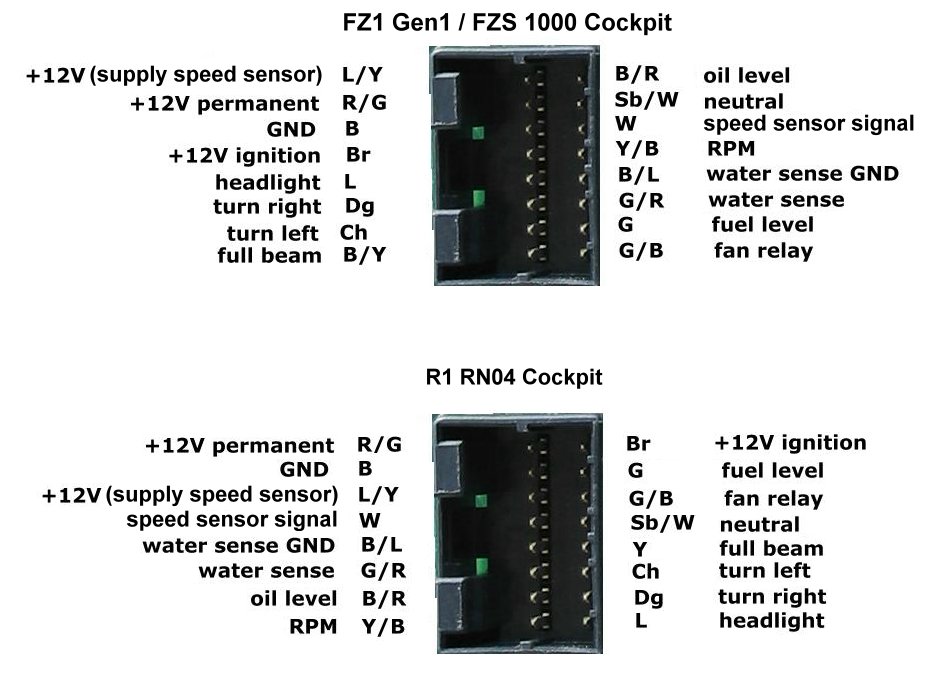 FZ1 Gen1 / FZS 1000 Cockpit
+12V (supply speed sensor) L/Y B/R oil level
+12V permanent R/G Sb/W neutral
GND B W speed sensor signal
+12V ignition Br Y/B RPM
headlight L B/L water sense GND
turn right Dg G/R water sense
turn left Ch G fuel level
full beam B/Y G/B fan relay
R1 RN04 Cockpit
+12V permanent R/G Br +12V ignition
GND B G fuel level
+12V (supply speed sensor) L/Y G/B fan relay
speed sensor signal W Sb/W neutral
water sense GND B/L Y full beam
water sense G/R Ch turn left
oil level B/R Dg turn right
RPM Y/B L headlight